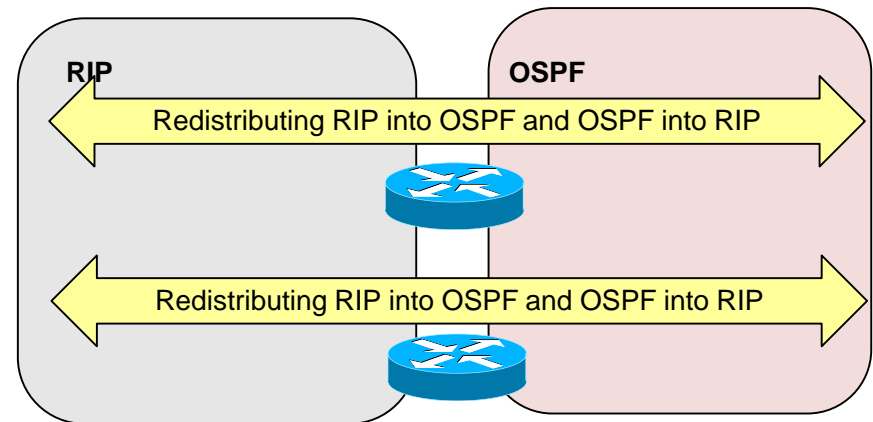 RIP
OSPF
Redistributing RIP into OSPF and OSPF into RIP
Redistributing RIP into OSPF and OSPF into RIP